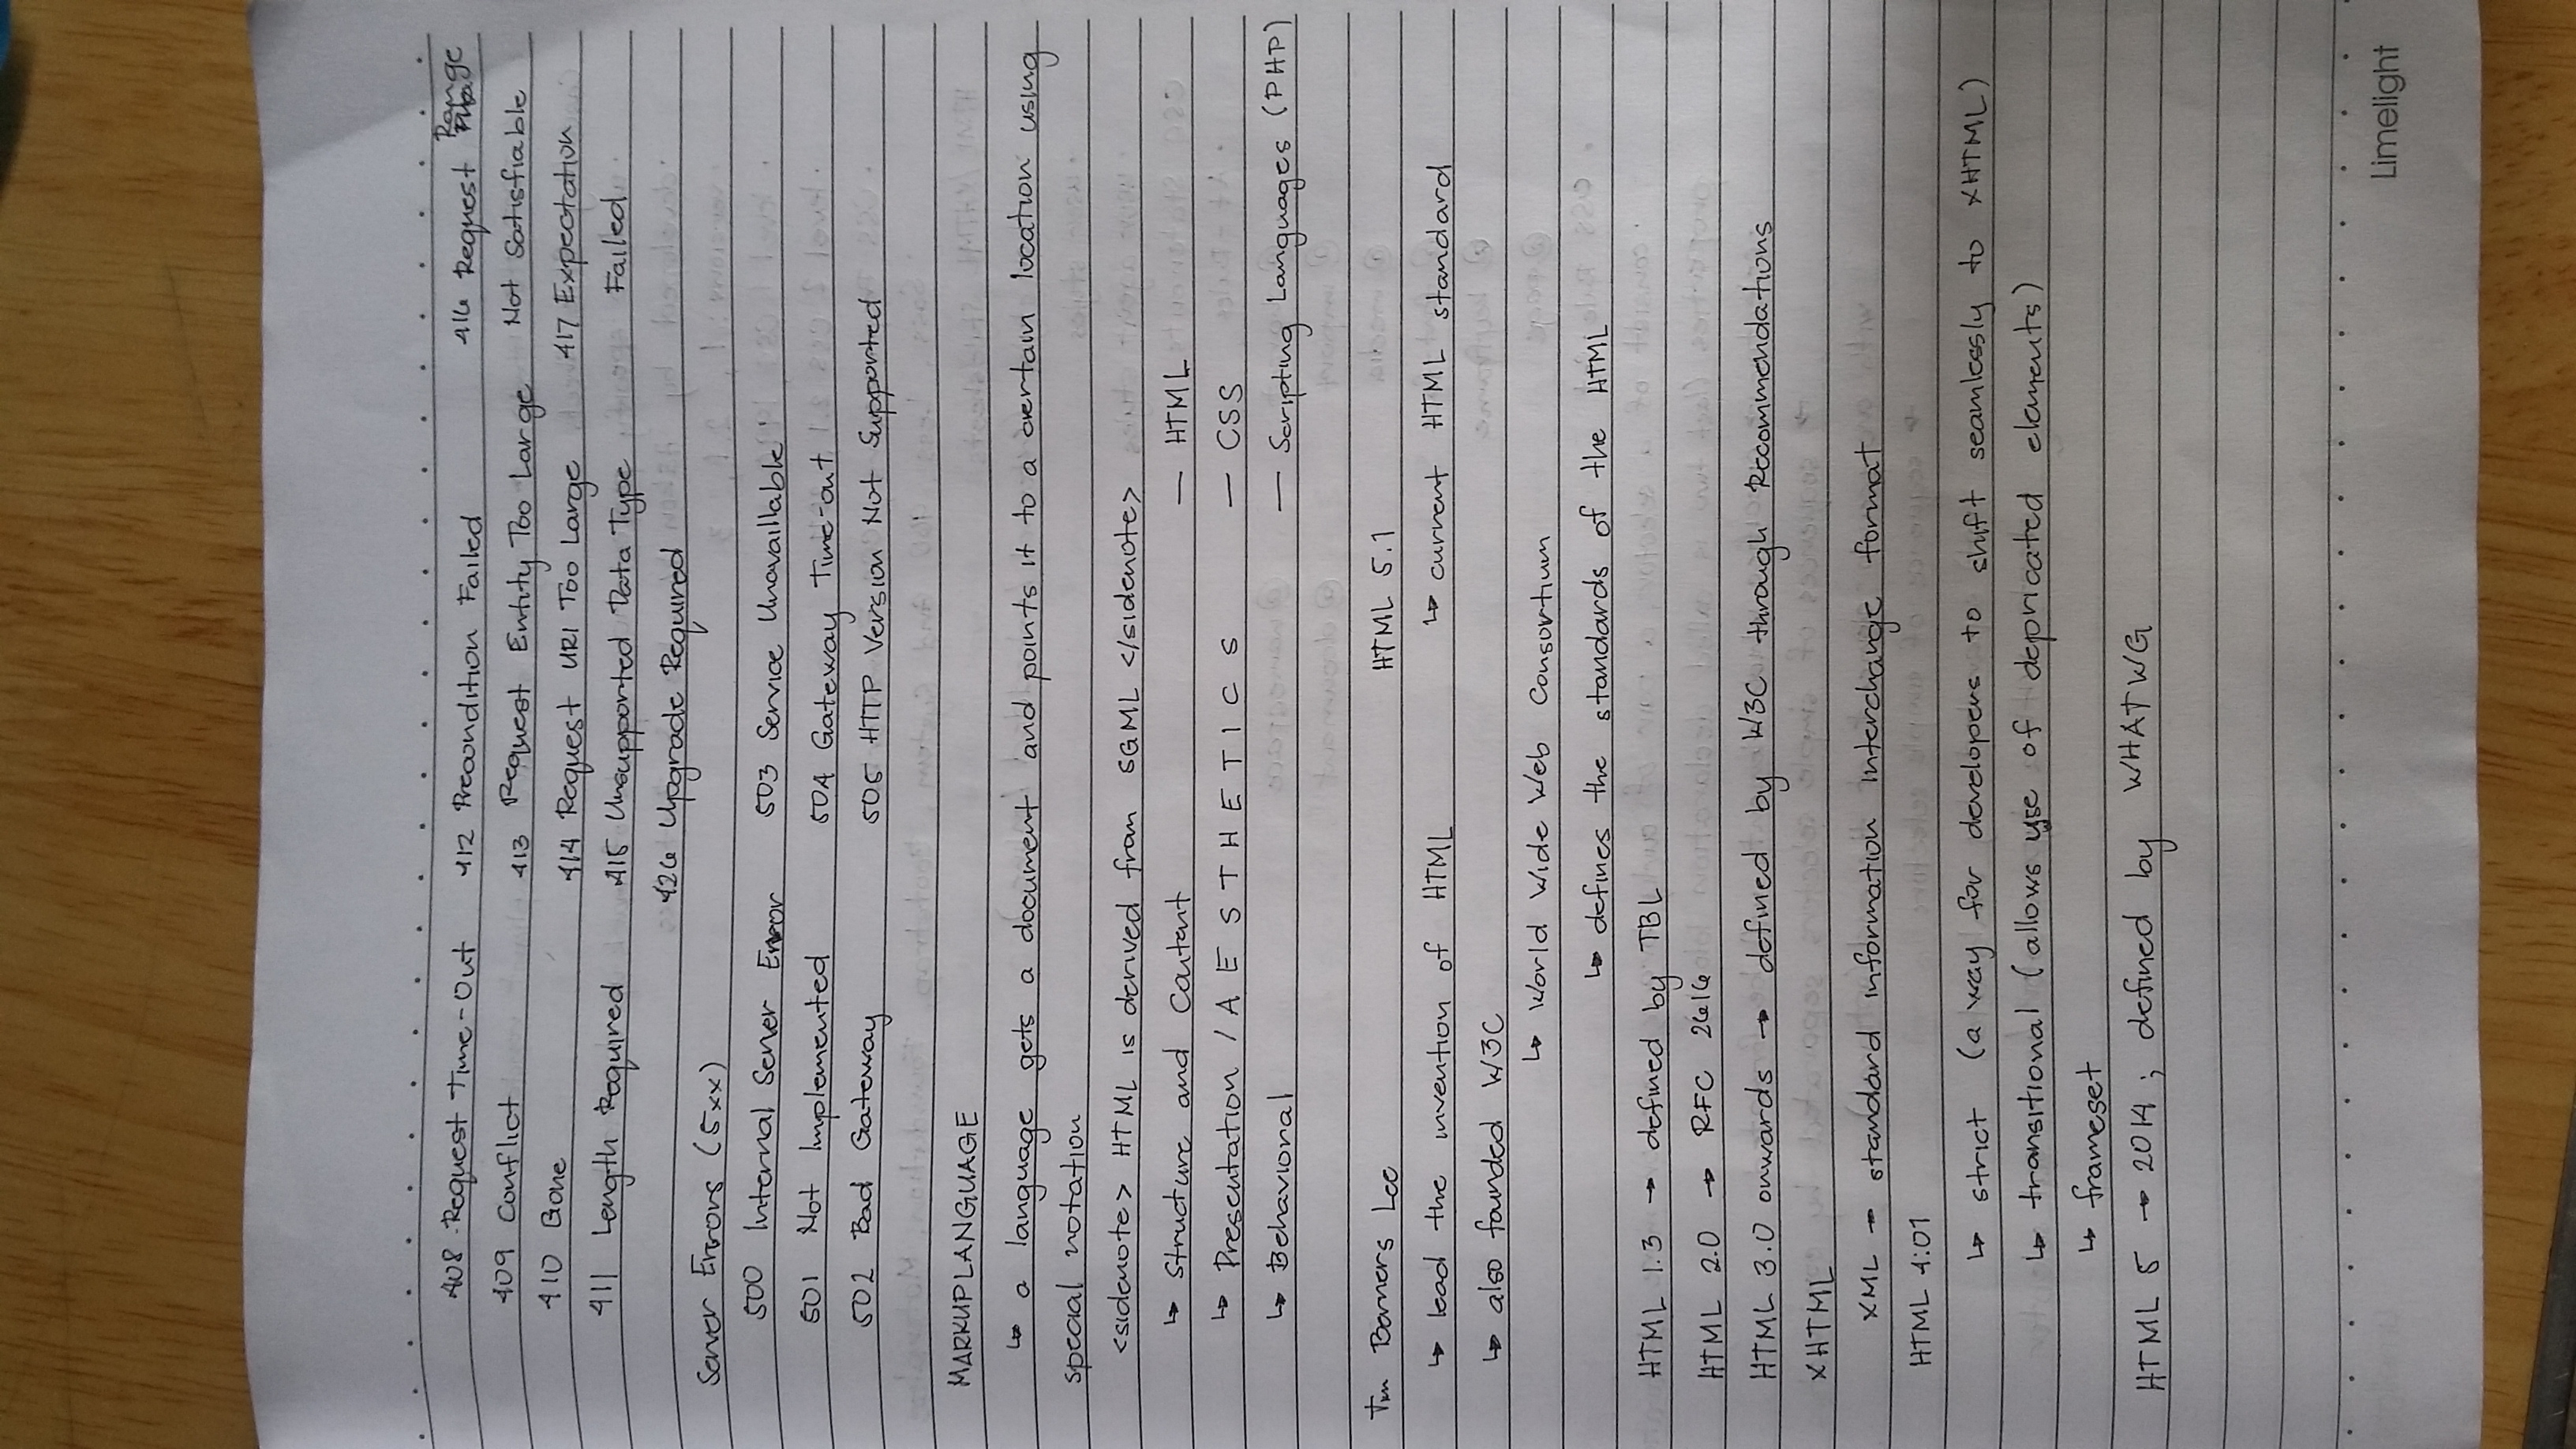 408 Request Time-Out 412 Precondition Failed 416 Request Range
409 Conflict 413 Request Entity Too Large Not Satisfiable
410 Gone 414 Request URI Too Large 417 Expectation
411 Length Required 415 Unsupported Data Type Failed
426 Upgrade Required
Server Errors (5xx)
500 Internal Server Error 503 Service Unavaillable
501 Not Implemented 504 Gateway Time-out
502 Bad Gateway 505 HTTP Version Not Supported
MARKUP LANGUAGE
↳ a language gets a document and points it to a certain location using
special notation
<sidenote> HTML is derived from SGML </sidenote>
↳ Structure and Content — HTML
↳ Presentation / A E S T H E T I C S — CSS
↳ Behavioral — Scripting Languages (PHP)
Tim Berners Lee HTML 5.1
↳ lead the invention of HTML ↳ current HTML standard
↳ also founded W3C
↳ World Wide Web Consortium
↳ defines the standards of the HTML
HTML 1.3 → defined by TBL
HTML 2.0 → RFC 2616
HTML 3.0 onwards → defined by W3C through Recommendations
XHTML
XML → standard information interchange format
HTML 4:01
↳ strict (a way for developers to shift seamlessly to XHTML)
↳ transitional (allows use of depricated elements)
↳ frameset
HTML 5 → 2014 ; defined by WHATWG
Limelight